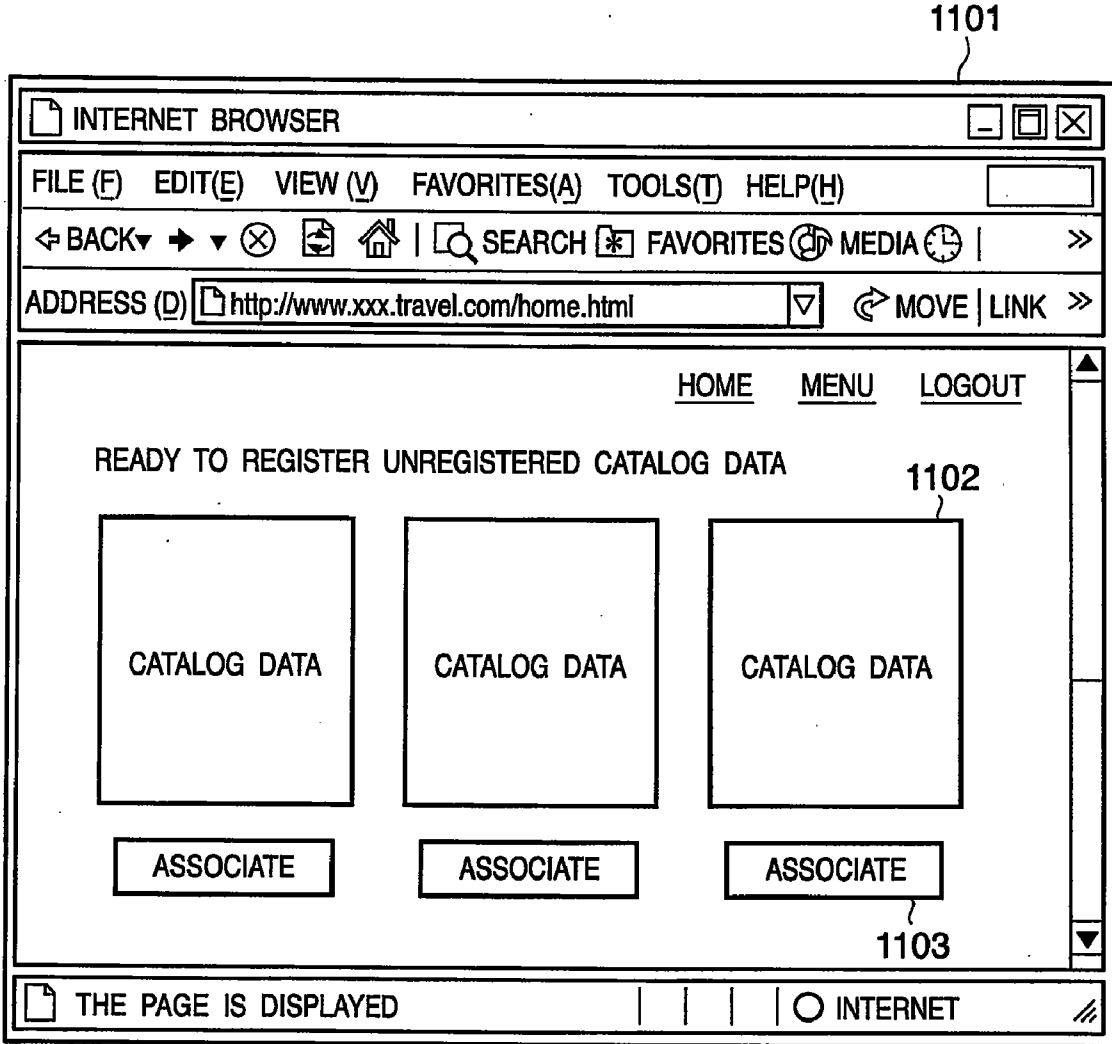 1101
INTERNET BROWSER
FILE (F) EDIT(E) VIEW (V) FAVORITES(A) TOOLS(T) HELP(H)
BACK | SEARCH FAVORITES MEDIA | >>
ADDRESS (D) http://www.xxx.travel.com/home.html MOVE | LINK >>
HOME MENU LOGOUT
READY TO REGISTER UNREGISTERED CATALOG DATA
1102
CATALOG DATA CATALOG DATA CATALOG DATA
ASSOCIATE ASSOCIATE ASSOCIATE
1103
THE PAGE IS DISPLAYED INTERNET